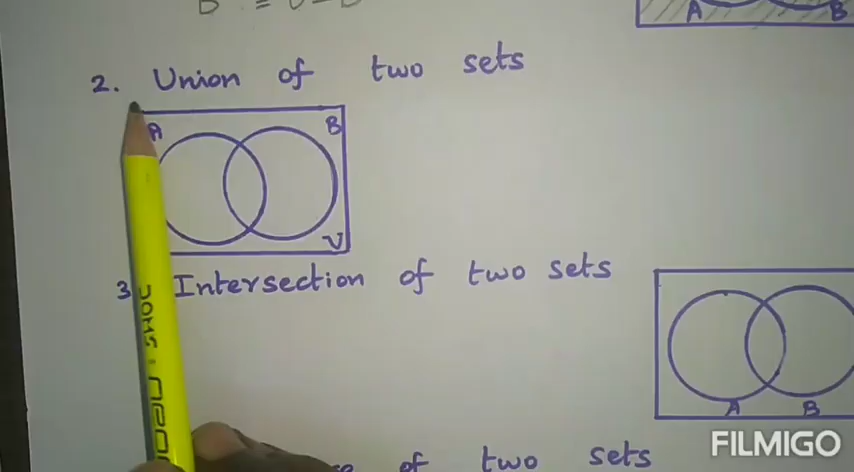 A B
2. Union of two sets
A B
U
3 Intersection of two sets
A B
of two sets
FILMIGO